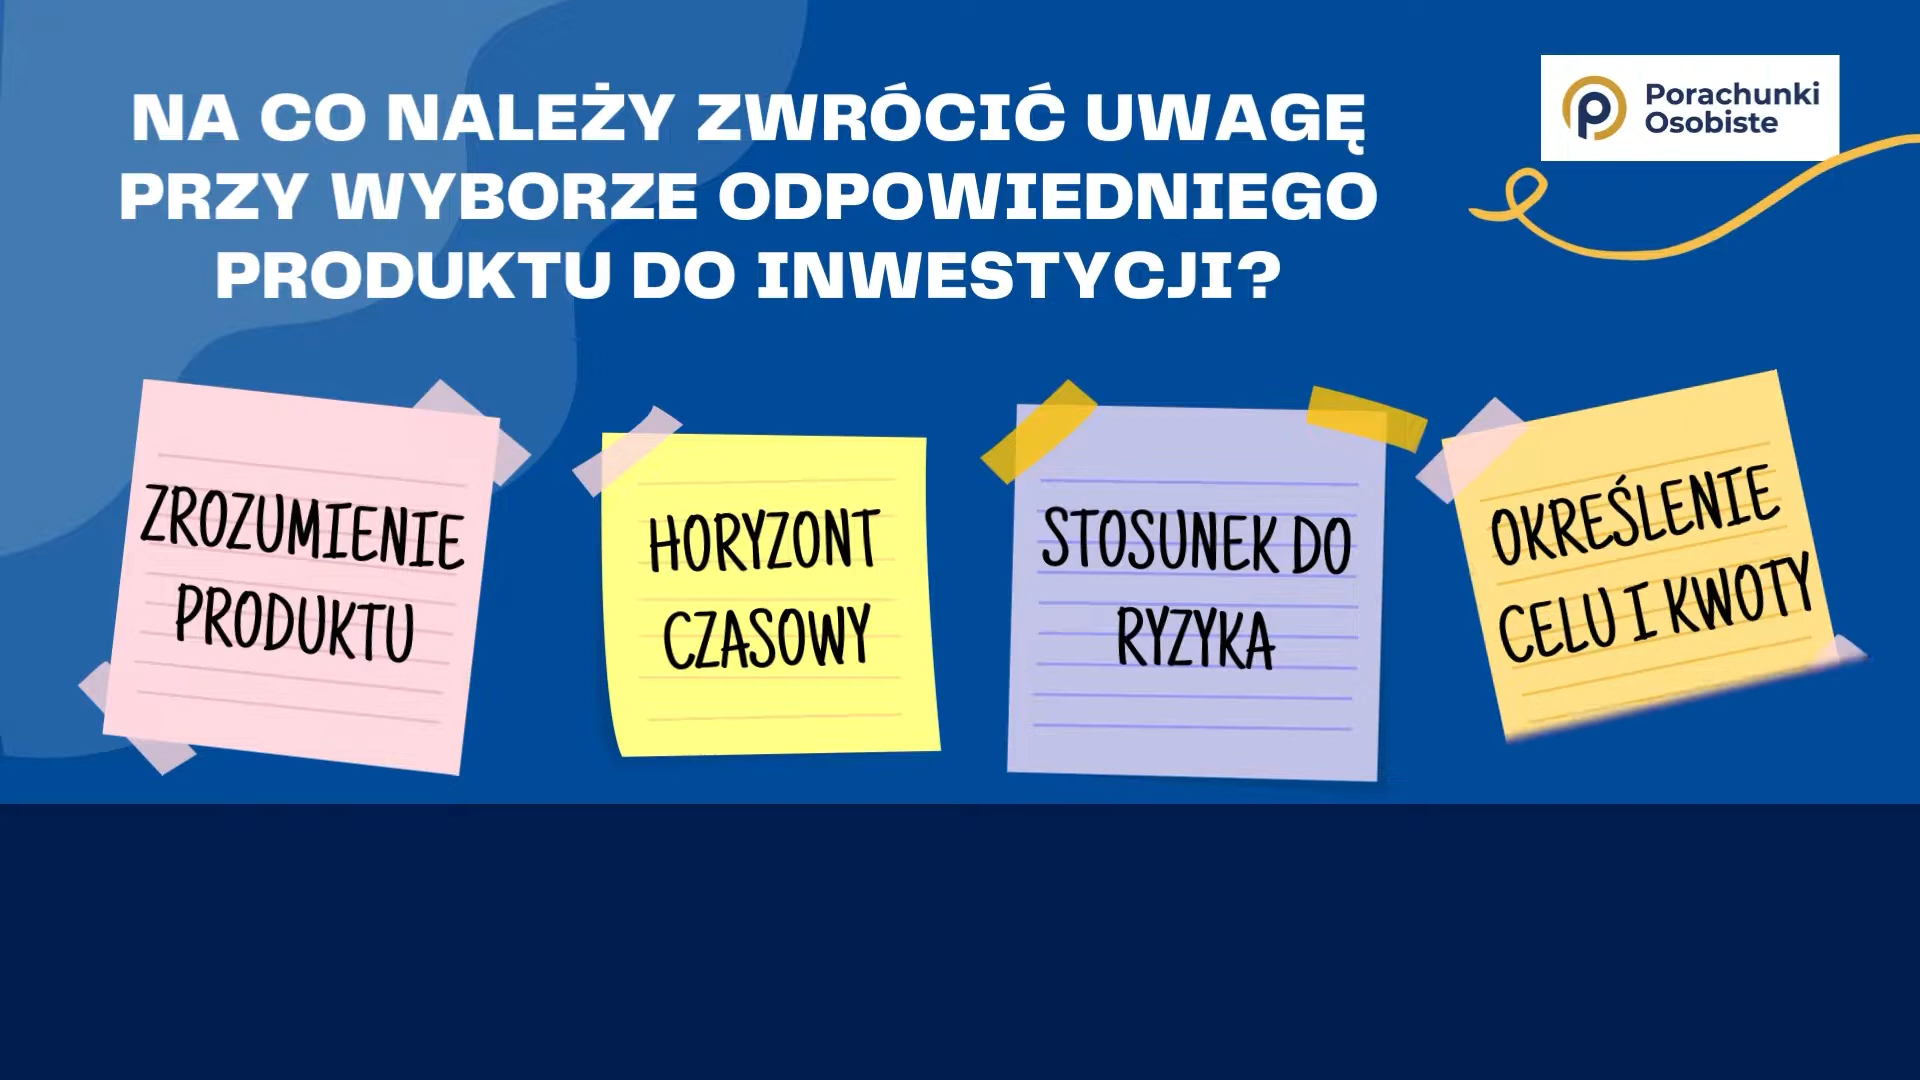 NA CO NALEŻY ZWRÓCIĆ UWAGĘ
PRZY WYBORZE ODPOWIEDNIEGO
PRODUKTU DO INWESTYCJI?
Porachunki
Osobiste
ZROZUMIENIE
PRODUKTU
HORYZONT
CZASOWY
STOSUNEK DO
RYZYKA
OKREŚLENIE
CELU I KWOTY